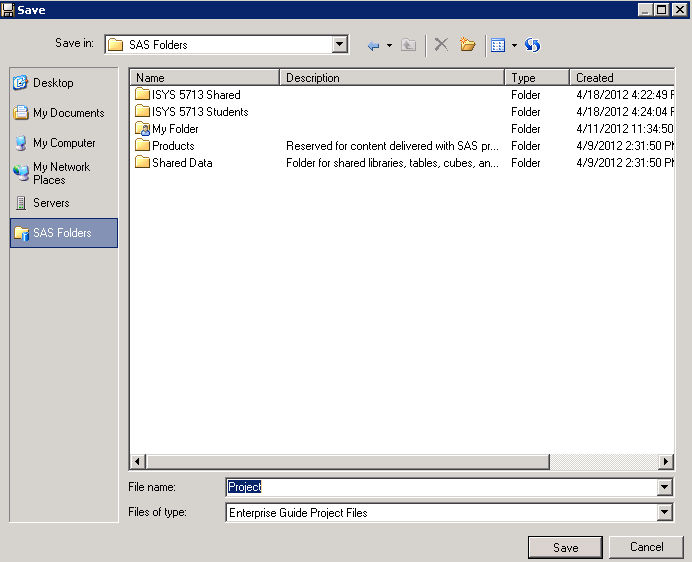 Save
Save in: SAS Folders
Desktop
My Documents
My Computer
My Network Places
Servers
SAS Folders
Name Description Type Created
ISYS 5713 Shared Folder 4/18/2012 4:22:49 P
ISYS 5713 Students Folder 4/18/2012 4:24:04 P
My Folder Folder 4/11/2012 11:34:50
Products Reserved for content delivered with SAS pr... Folder 4/9/2012 2:31:50 PM
Shared Data Folder for shared libraries, tables, cubes, an... Folder 4/9/2012 2:31:50 PM
File name: Project
Files of type: Enterprise Guide Project Files
Save Cancel